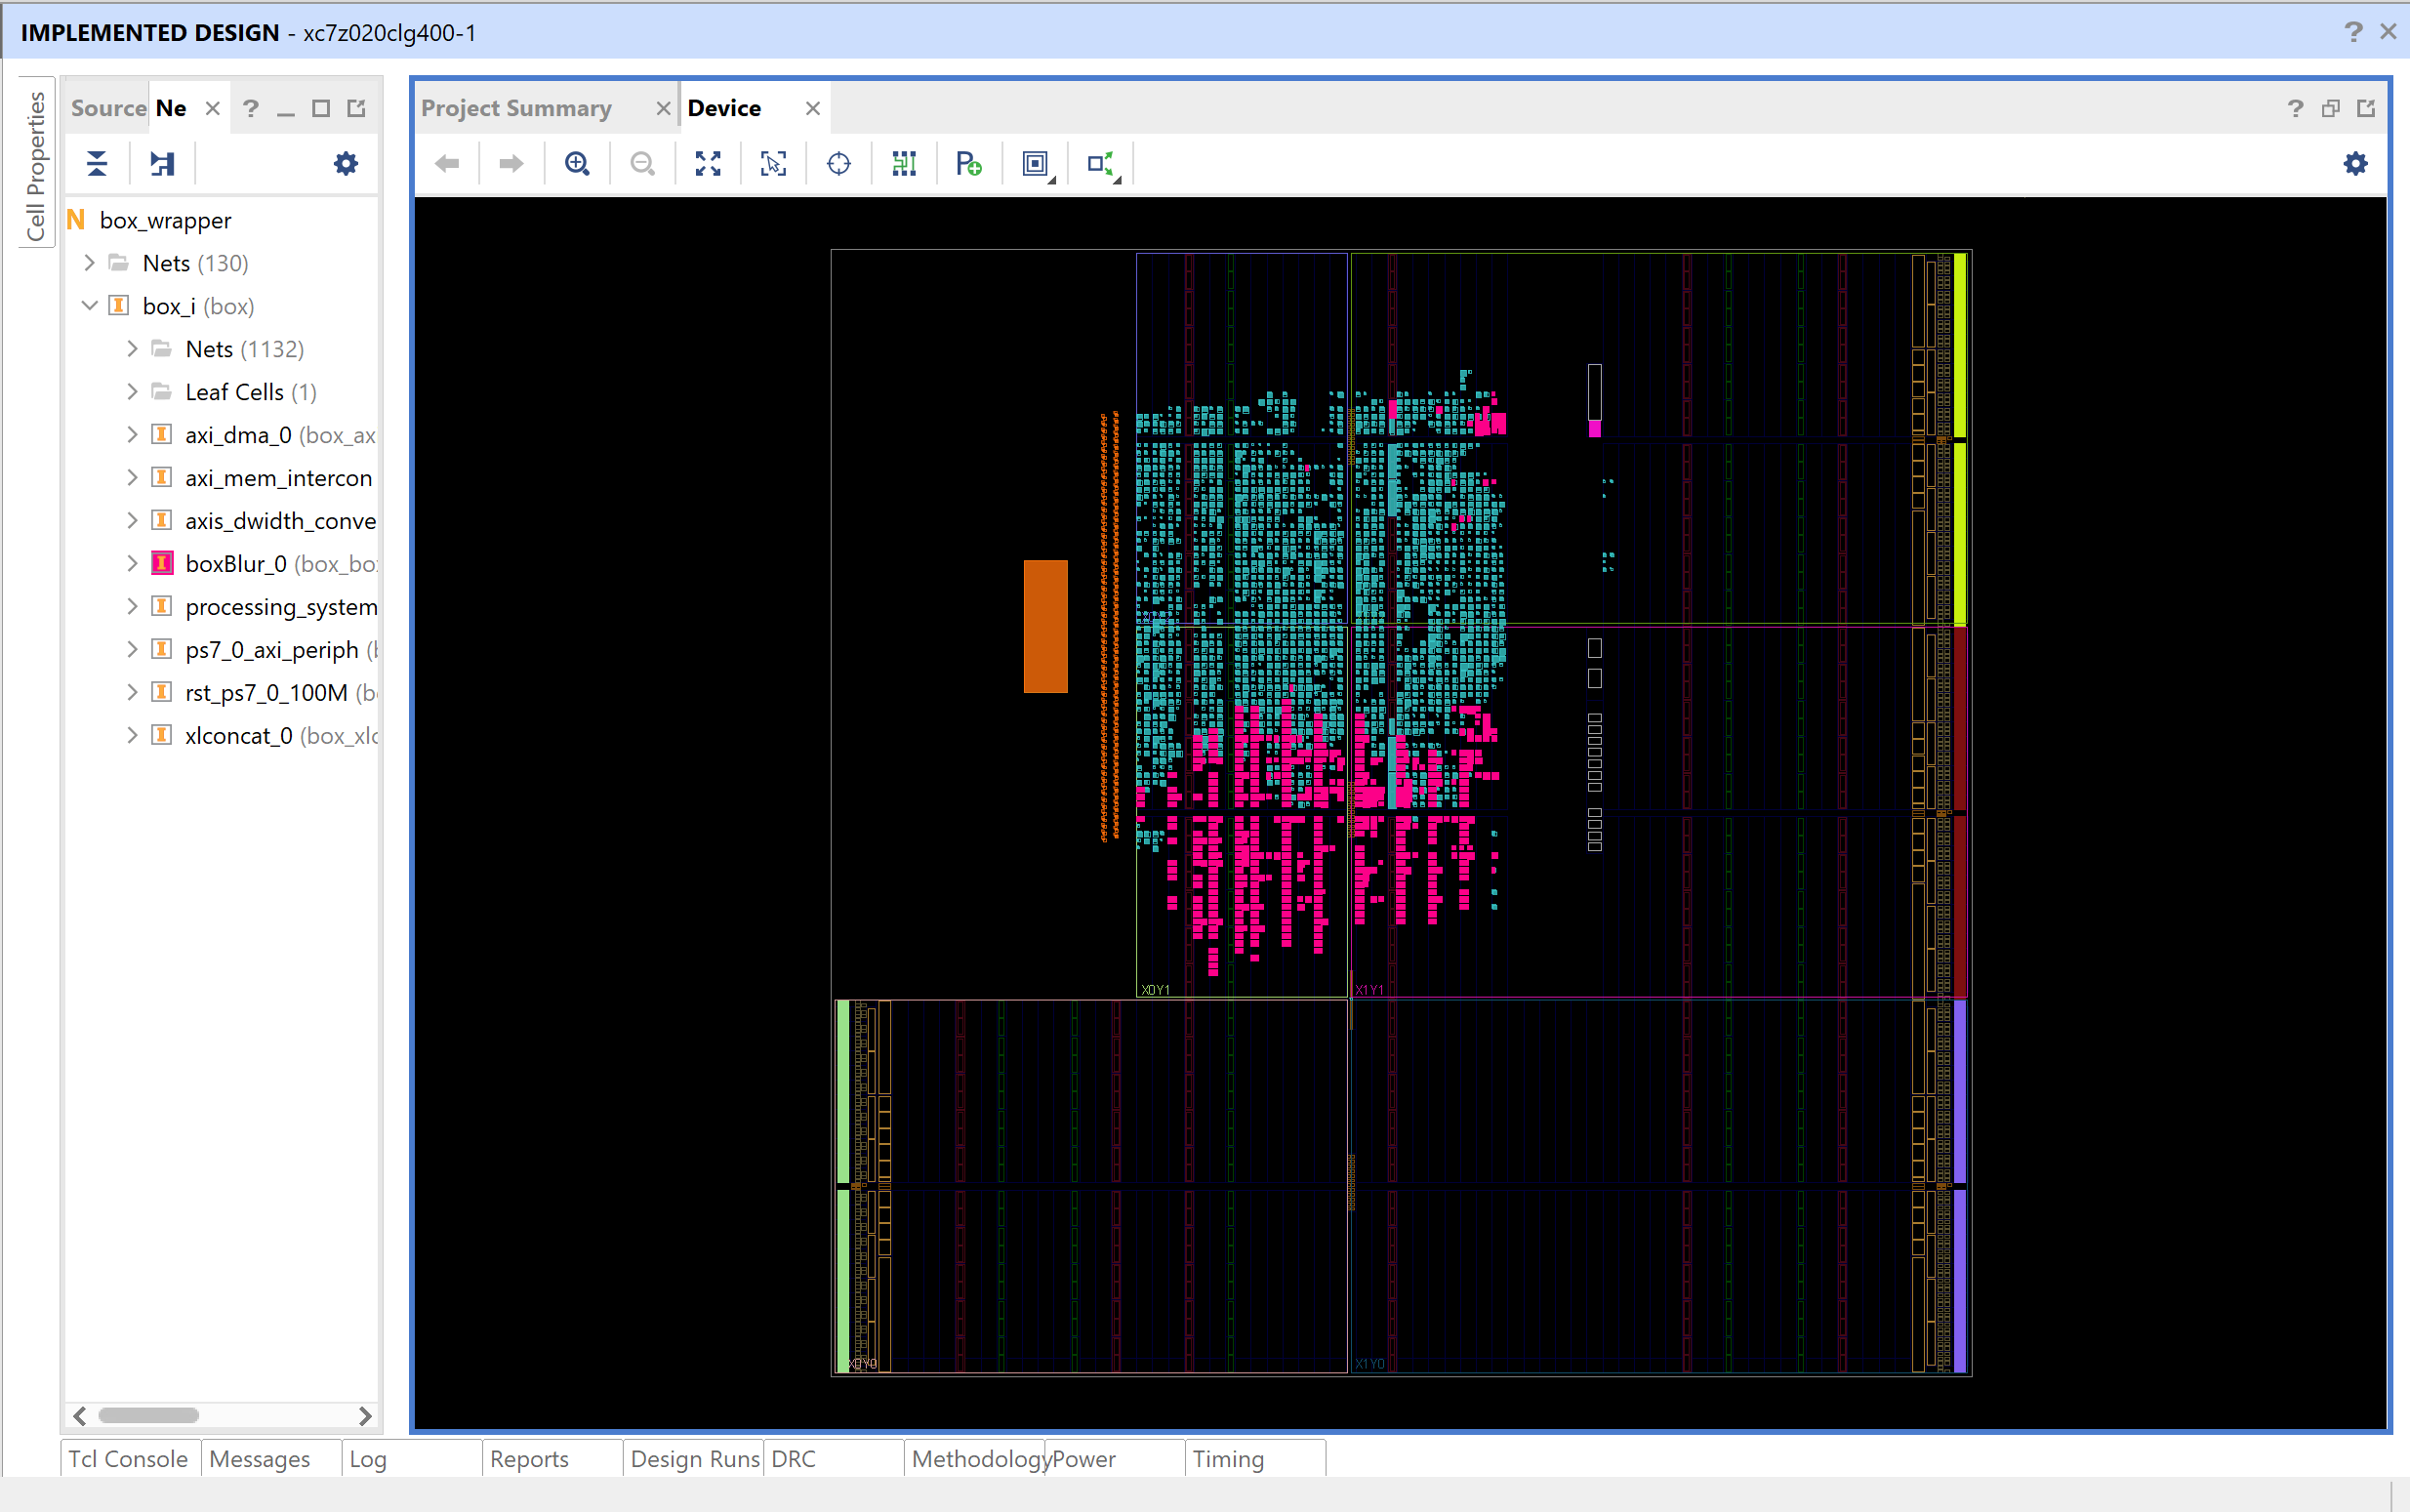 IMPLEMENTED DESIGN - xc7z020clg400-1
Cell Properties
Source Ne
Project Summary Device
box_wrapper
Nets (130)
box_i (box)
Nets (1132)
Leaf Cells (1)
axi_dma_0 (box_ax
axi_mem_intercon
axis_dwidth_conve
boxBlur_0 (box_bo
processing_system
ps7_0_axi_periph (
rst_ps7_0_100M (b
xlconcat_0 (box_xlc
X0Y1 X1Y1
X0Y0 X1Y0
Tcl Console Messages Log Reports Design Runs DRC Methodology Power Timing